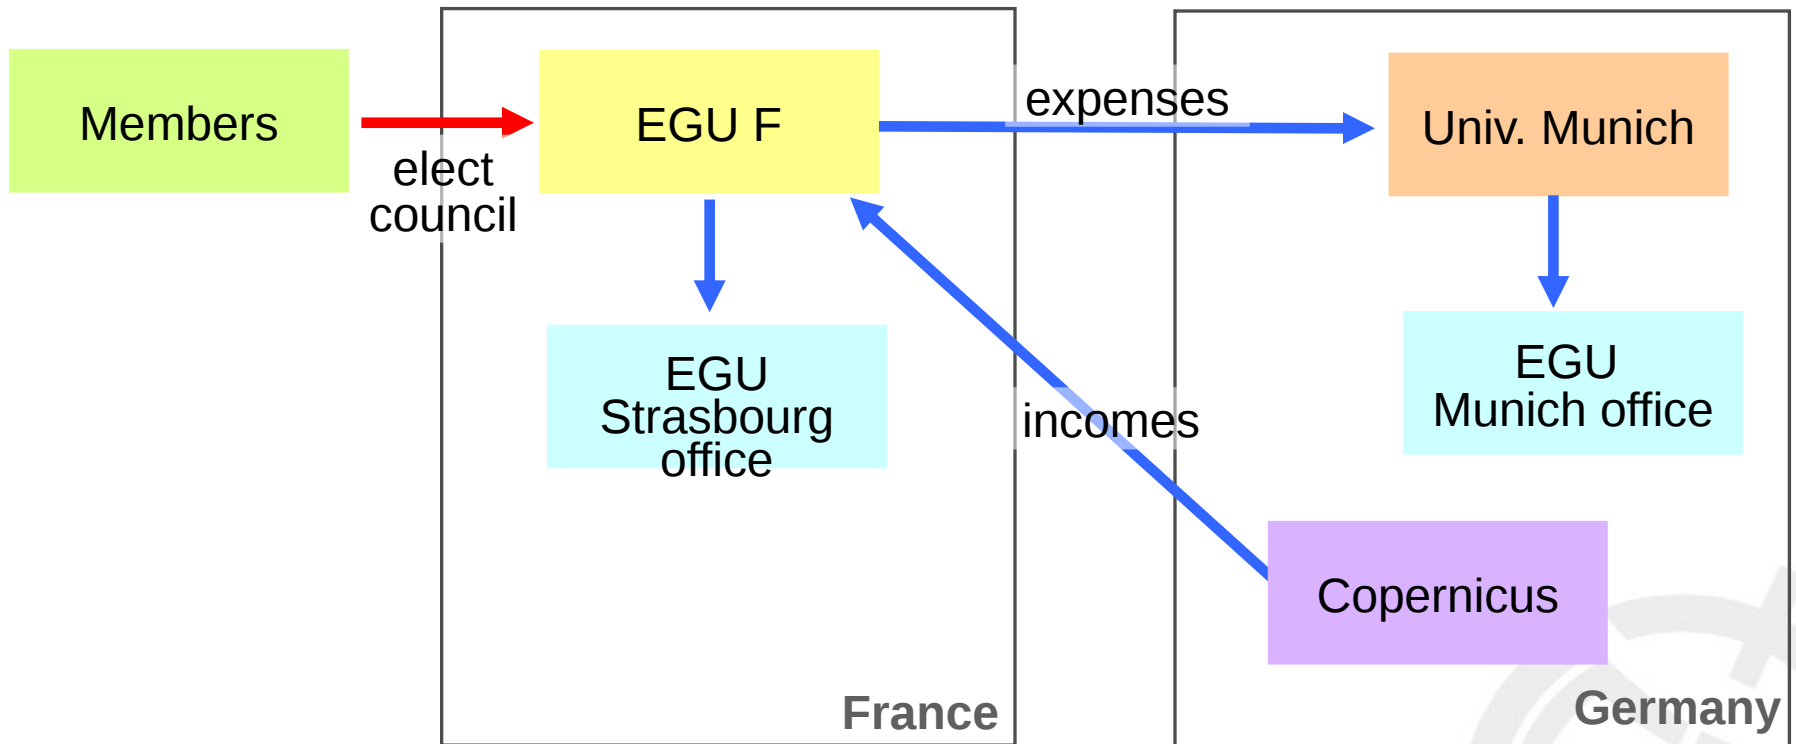 Members
elect
council
EGU F
expenses
Univ. Munich
EGU
Strasbourg
office
incomes
EGU
Munich office
Copernicus
France
Germany